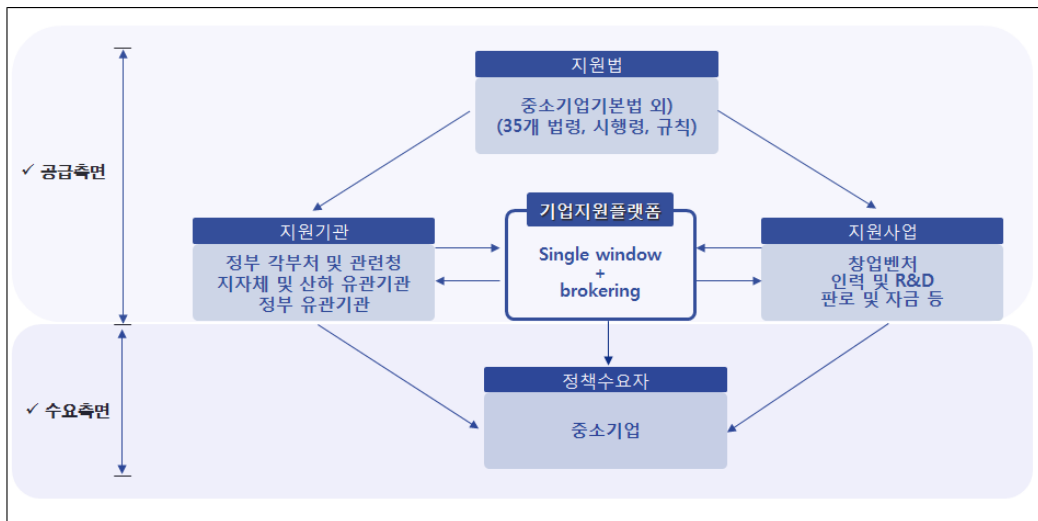 지원법
중소기업기본법 외)
(35개 법령, 시행령, 규칙)
✓ 공급측면
기업지원플랫폼
Single window
+
brokering
지원기관
정부 각부처 및 관련청
지자체 및 산하 유관기관
정부 유관기관
지원사업
창업벤처
인력 및 R&D
판로 및 자금 등
✓ 수요측면
정책수요자
중소기업